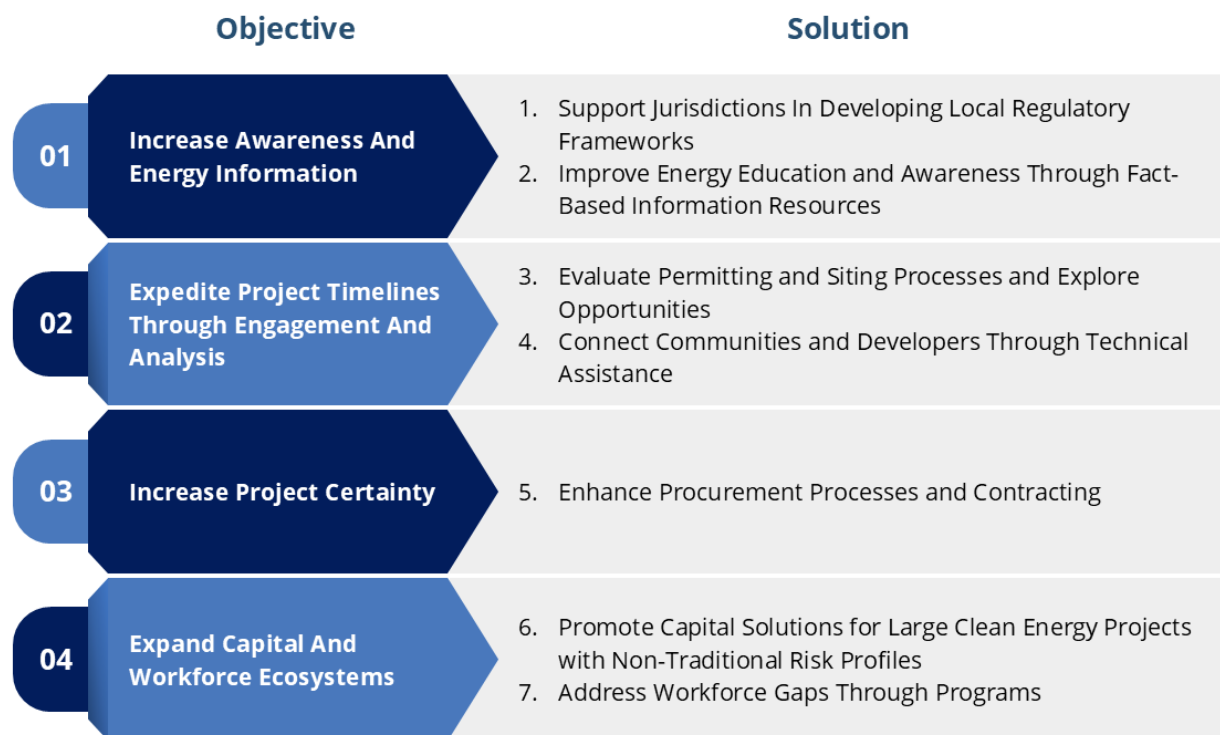 Objective
Solution
01
Increase Awareness And
Energy Information
1. Support Jurisdictions In Developing Local Regulatory
Frameworks
2. Improve Energy Education and Awareness Through Fact-
Based Information Resources
02
Expedite Project Timelines
Through Engagement And
Analysis
3. Evaluate Permitting and Siting Processes and Explore
Opportunities
4. Connect Communities and Developers Through Technical
Assistance
03
Increase Project Certainty
5. Enhance Procurement Processes and Contracting
04
Expand Capital And
Workforce Ecosystems
6. Promote Capital Solutions for Large Clean Energy Projects
with Non-Traditional Risk Profiles
7. Address Workforce Gaps Through Programs